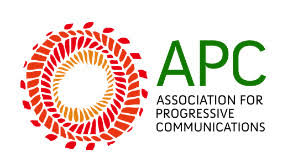 APC
ASSOCIATION FOR
PROGRESSIVE
COMMUNICATIONS